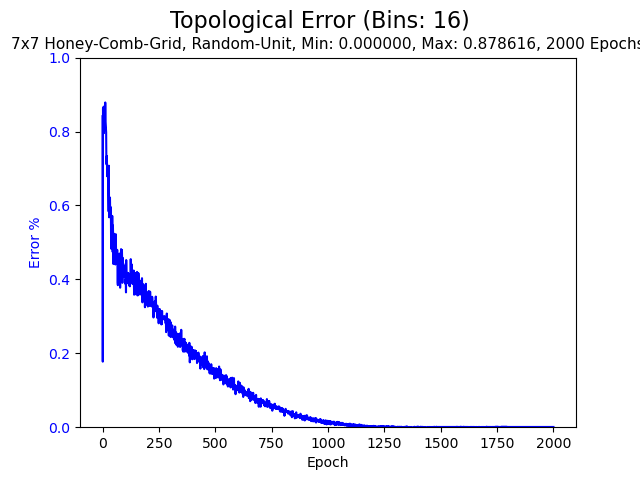 Topological Error (Bins: 16)
7x7 Honey-Comb-Grid, Random-Unit, Min: 0.000000, Max: 0.878616, 2000 Epochs
1.0
0.8
0.6
0.4
0.2
0.0
Error %
0 250 500 750 1000 1250 1500 1750 2000
Epoch